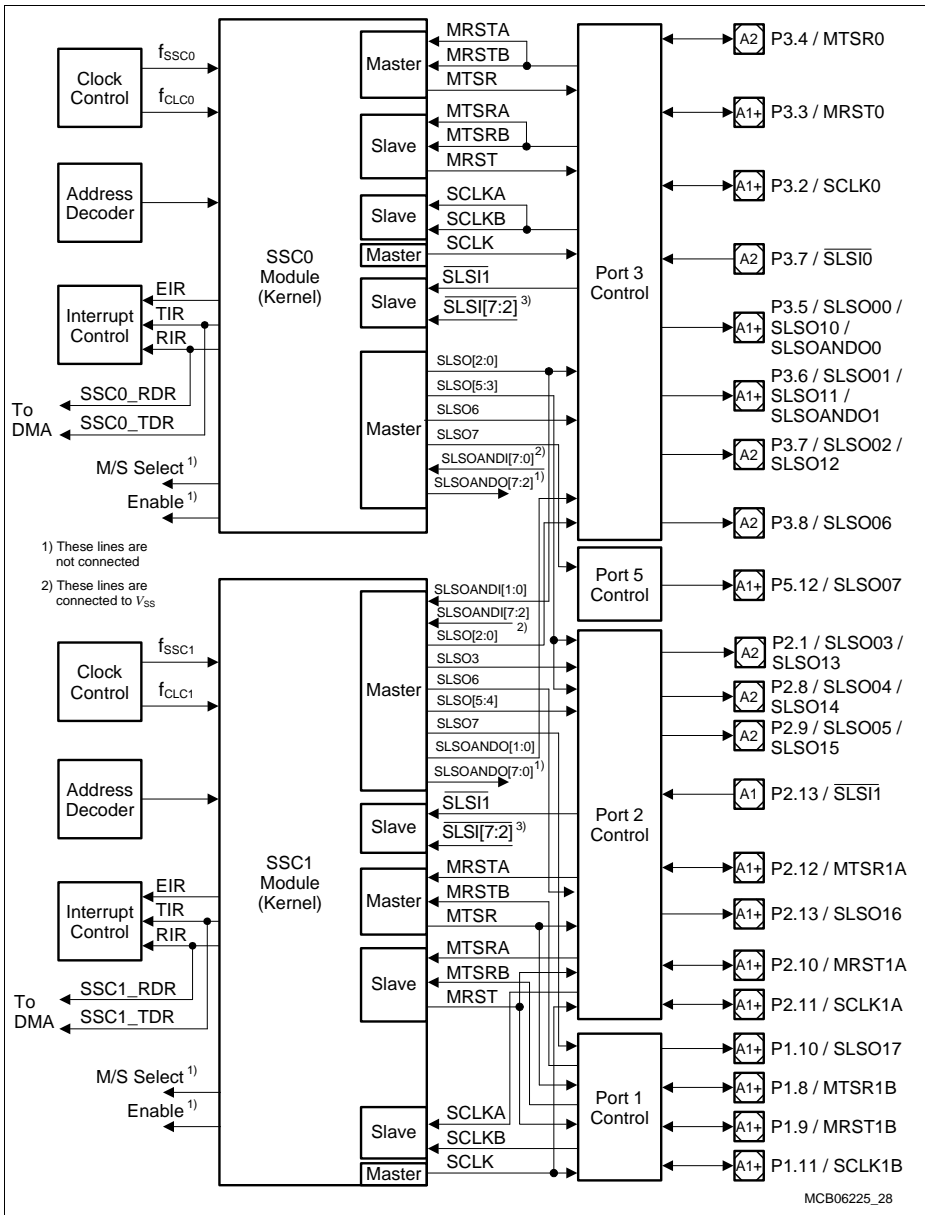 Clock
Control
fSSC0
fCLC0
Address
Decoder
Interrupt
Control
EIR
TIR
RIR
To
DMA
SSC0_RDR
SSC0_TDR
M/S Select 1)
Enable 1)
1) These lines are
not connected
2) These lines are
connected to VSS
SSC0
Module
(Kernel)
Master
Slave
Slave
Master
Slave
Master
MRSTA
MRSTB
MTSR
MTSRA
MTSRB
MRST
SCLKA
SCLKB
SCLK
SLSI1
SLSI[7:2] 3)
SLSO[2:0]
SLSO[5:3]
SLSO6
SLSO7
SLSOANDI[7:0] 2)
SLSOANDO[7:2] 1)
Port 3
Control
A2 P3.4 / MTSR0
A1+ P3.3 / MRST0
A1+ P3.2 / SCLK0
A2 P3.7 / SLSI0
A1+ P3.5 / SLSO00 /
SLSO10 /
SLSOANDO0
A1+ P3.6 / SLSO01 /
SLSO11 /
SLSOANDO1
A2 P3.7 / SLSO02 /
SLSO12
A2 P3.8 / SLSO06
Port 5
Control
A1+ P5.12 / SLSO07
Clock
Control
fSSC1
fCLC1
Address
Decoder
Interrupt
Control
EIR
TIR
RIR
To
DMA
SSC1_RDR
SSC1_TDR
M/S Select 1)
Enable 1)
SSC1
Module
(Kernel)
Master
Slave
Master
Slave
Slave
Master
SLSOANDI[1:0]
SLSOANDI[7:2]
2)
SLSO[2:0]
SLSO3
SLSO6
SLSO[5:4]
SLSO7
SLSOANDO[1:0]
SLSOANDO[7:0] 1)
SLSI1
SLSI[7:2] 3)
MRSTA
MRSTB
MTSR
MTSRA
MTSRB
MRST
SCLKA
SCLKB
SCLK
Port 2
Control
A2 P2.1 / SLSO03 /
SLSO13
A2 P2.8 / SLSO04 /
SLSO14
A2 P2.9 / SLSO05 /
SLSO15
A1 P2.13 / SLSI1
A1+ P2.12 / MTSR1A
A1+ P2.13 / SLSO16
A1+ P2.10 / MRST1A
A1+ P2.11 / SCLK1A
Port 1
Control
A1+ P1.10 / SLSO17
A1+ P1.8 / MTSR1B
A1+ P1.9 / MRST1B
A1+ P1.11 / SCLK1B
MCB06225_28